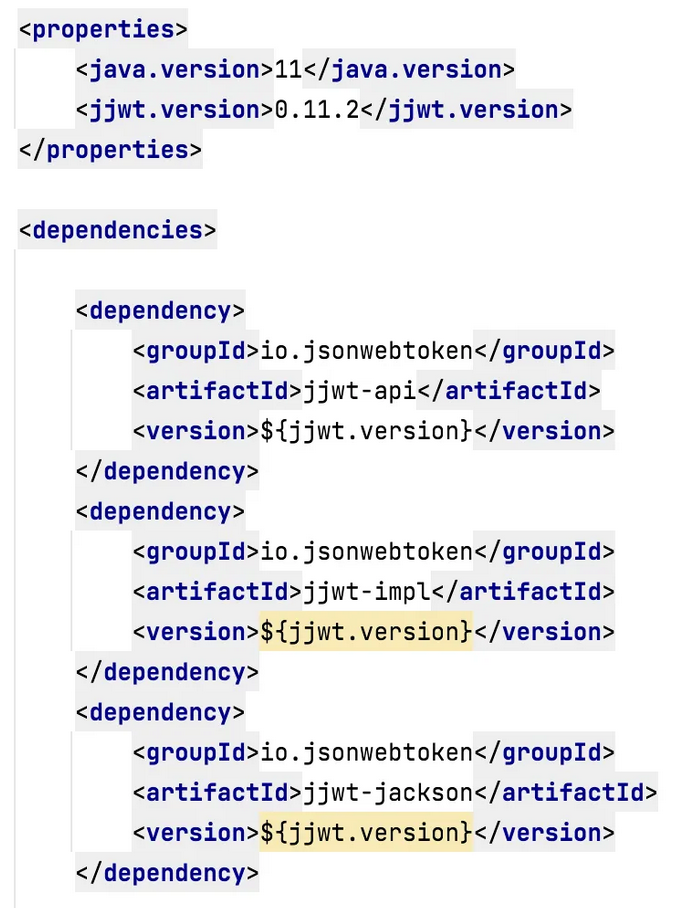 <properties>
<java.version>11</java.version>
<jjwt.version>0.11.2</jjwt.version>
</properties>
<dependencies>
<dependency>
<groupId>io.jsonwebtoken</groupId>
<artifactId>jjwt-api</artifactId>
<version>${jjwt.version}</version>
</dependency>
<dependency>
<groupId>io.jsonwebtoken</groupId>
<artifactId>jjwt-impl</artifactId>
<version>${jjwt.version}</version>
</dependency>
<dependency>
<groupId>io.jsonwebtoken</groupId>
<artifactId>jjwt-jackson</artifactId>
<version>${jjwt.version}</version>
</dependency>